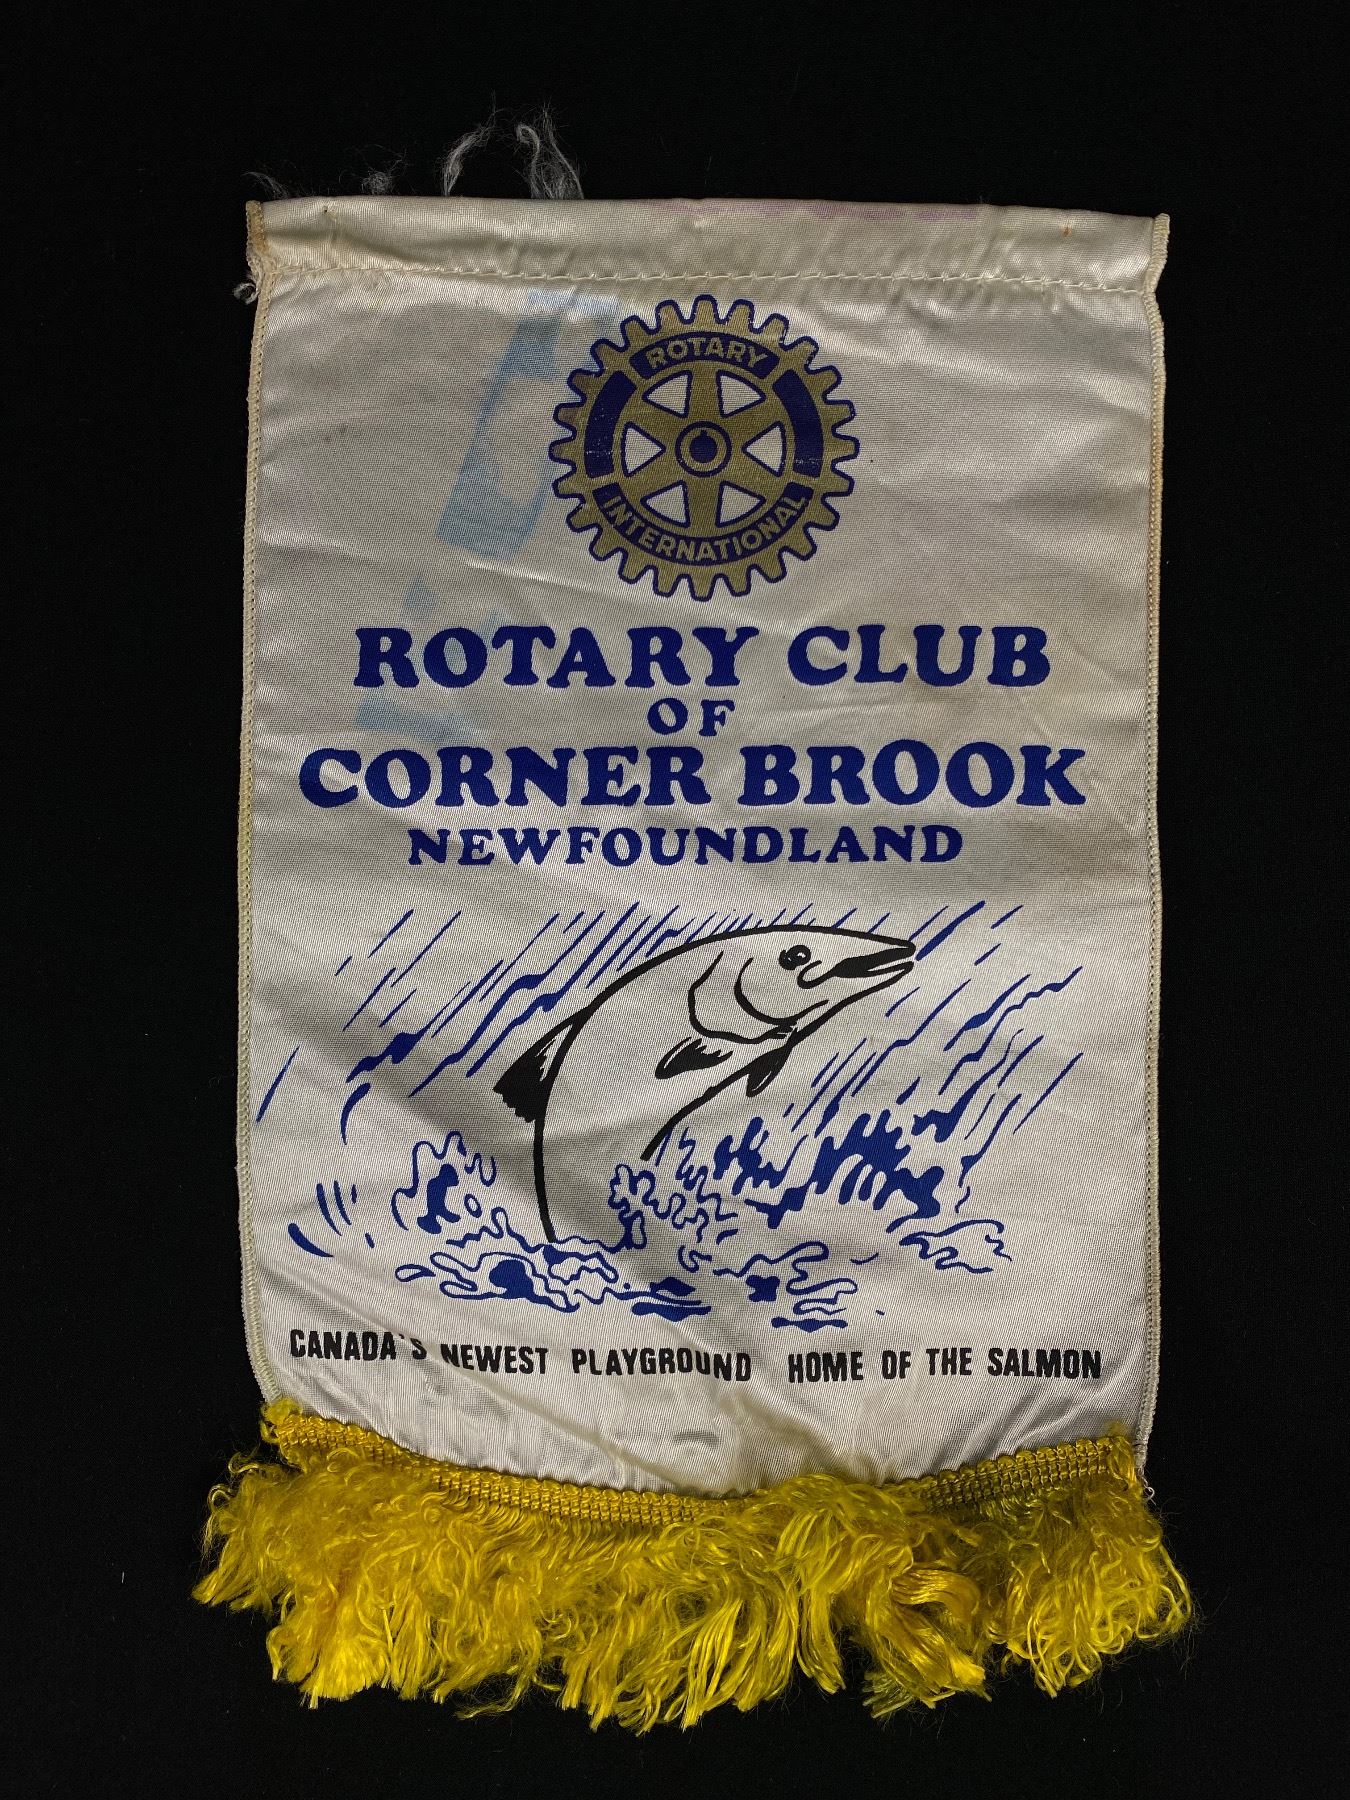 ROTARY
INTERNATIONAL
ROTARY CLUB
OF
CORNER BROOK
NEWFOUNDLAND
CANADA'S NEWEST PLAYGROUND HOME OF THE SALMON